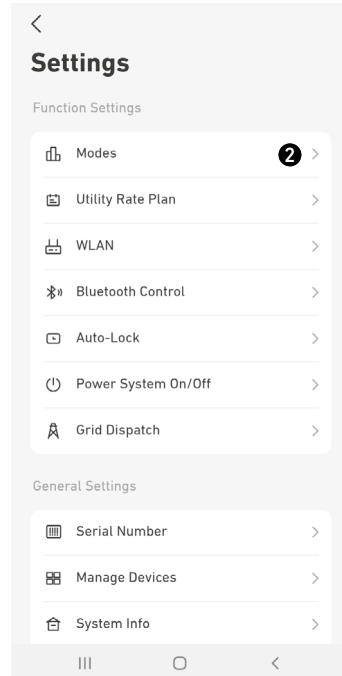 Settings
Function Settings
Modes 2
Utility Rate Plan
WLAN
Bluetooth Control
Auto-Lock
Power System On/Off
Grid Dispatch
General Settings
Serial Number
Manage Devices
System Info